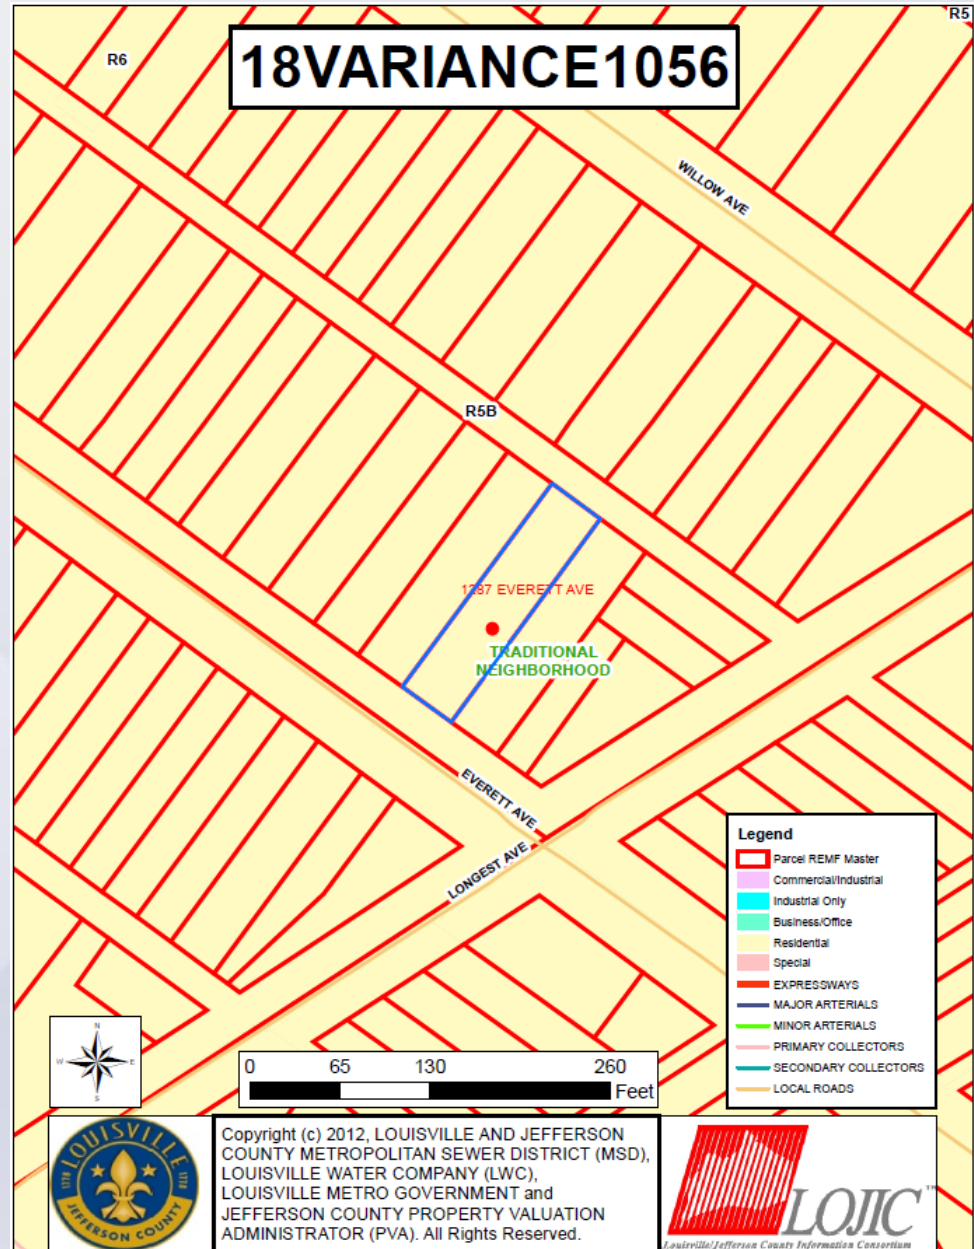 R5
R6
18VARIANCE1056
WILLOW AVE
R5B
1287 EVERETT AVE
TRADITIONAL
NEIGHBORHOOD
EVERETT AVE
LONGEST AVE
Legend
Parcel REMF Master
Commercial/Industrial
Industrial Only
Business/Office
Residential
Special
EXPRESSWAYS
MAJOR ARTERIALS
MINOR ARTERIALS
PRIMARY COLLECTORS
SECONDARY COLLECTORS
LOCAL ROADS
N
W E
S
0 65 130 260
Feet
LOUISVILLE
1778 1778
JEFFERSON COUNTY
Copyright (c) 2012, LOUISVILLE AND JEFFERSON
COUNTY METROPOLITAN SEWER DISTRICT (MSD),
LOUISVILLE WATER COMPANY (LWC),
LOUISVILLE METRO GOVERNMENT and
JEFFERSON COUNTY PROPERTY VALUATION
ADMINISTRATOR (PVA). All Rights Reserved.
LOJIC™
Louisville/Jefferson County Information Consortium